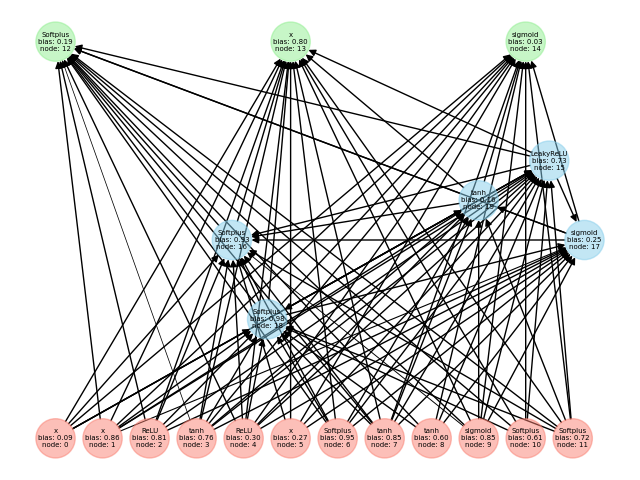 Softplus
bias: 0.19
node: 12
x
bias: 0.80
node: 13
sigmoid
bias: 0.03
node: 14
LeakyReLU
bias: 0.73
node: 15
tanh
bias:
node:
Softplus
bias: 0.93
node: 16
sigmoid
bias: 0.25
node: 17
Softplus
bias: 0.98
node: 18
x
bias: 0.09
node: 0
x
bias: 0.86
node: 1
ReLU
bias: 0.81
node: 2
tanh
bias: 0.76
node: 3
ReLU
bias: 0.30
node: 4
x
bias: 0.27
node: 5
Softplus
bias: 0.95
node: 6
tanh
bias: 0.85
node: 7
tanh
bias: 0.60
node: 8
sigmoid
bias: 0.85
node: 9
Softplus
bias: 0.61
node: 10
Softplus
bias: 0.72
node: 11